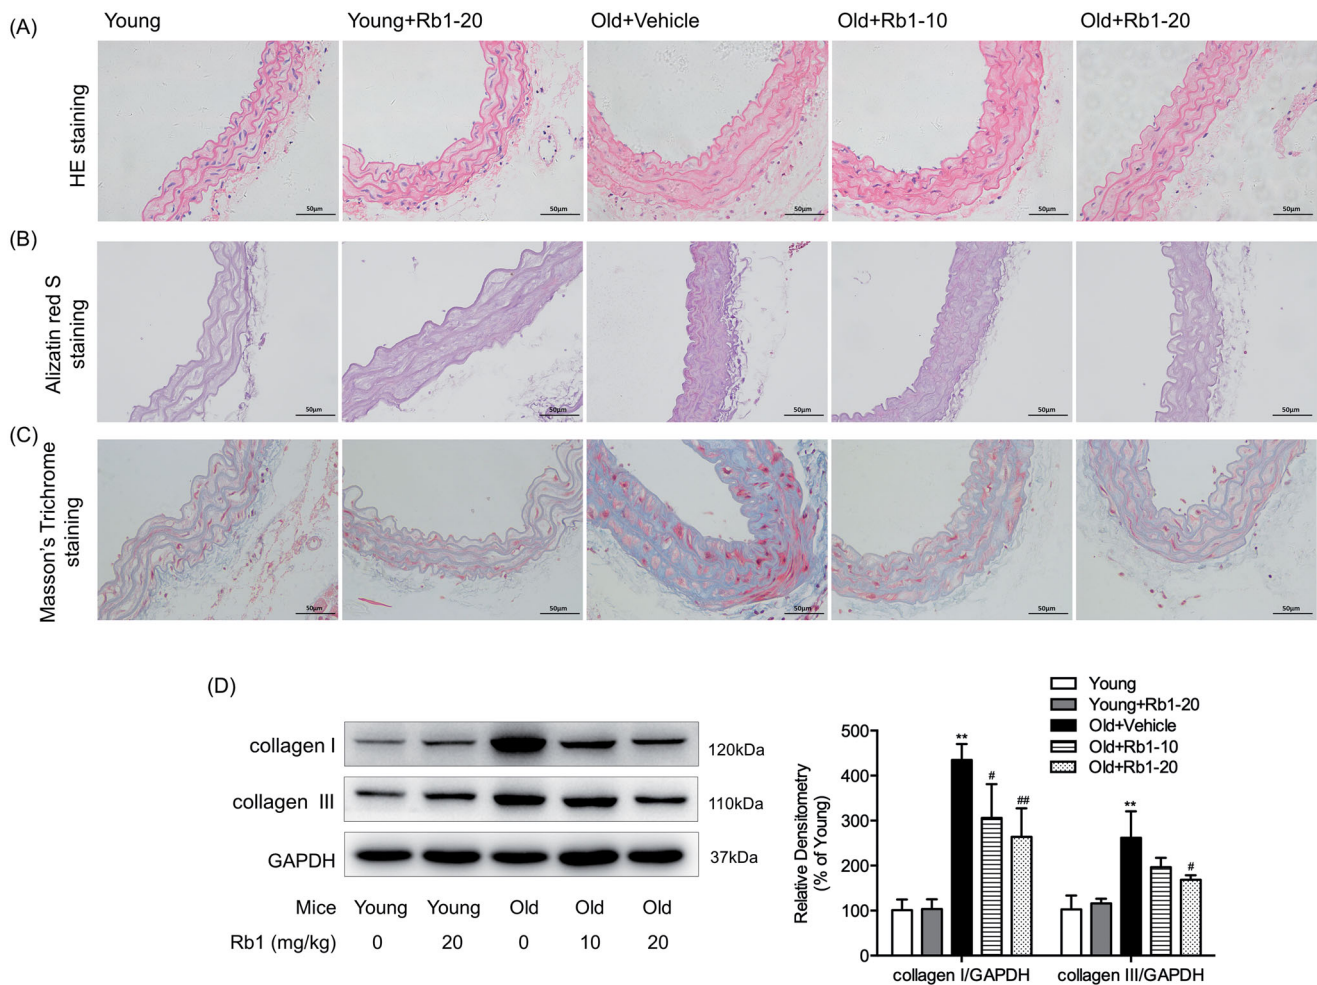 (A)
Young
Young+Rb1-20
Old+Vehicle
Old+Rb1-10
Old+Rb1-20
HE staining
50μm
50μm
50μm
50μm
50μm
(B)
Alizatin red S
staining
50μm
50μm
50μm
50μm
50μm
(C)
Masson's Trichrome
staining
50μm
50μm
50μm
50μm
50μm
(D)
collagen I
120kDa
collagen III
110kDa
GAPDH
37kDa
Mice Young Young Old Old Old
Rb1 (mg/kg) 0 20 0 10 20
Young
Young+Rb1-20
Old+Vehicle
Old+Rb1-10
Old+Rb1-20
Relative Densitometry
(% of Young)
500
400
300
200
100
0
**
#
##
**
#
collagen I/GAPDH
collagen III/GAPDH